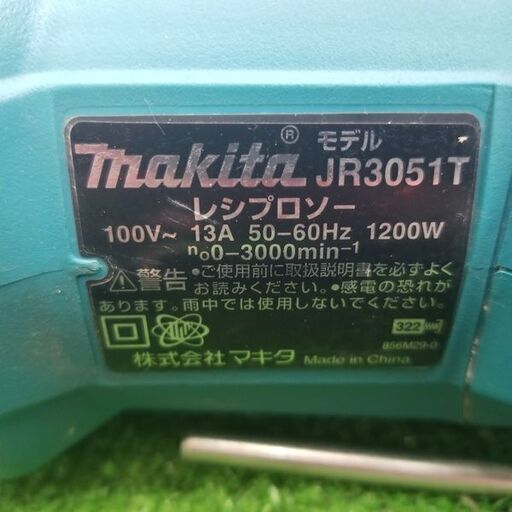 makita ® モデル JR3051T
レシプロソー
100V~ 13A 50-60Hz 1200W
n₀0-3000min⁻¹
⚠警告 •ご使用前に取扱説明書を必ずよく
お読みください。•感電の恐れが
あります。雨中では使用しないでください。
322
856M29-0
株式会社 マキタ Made in China